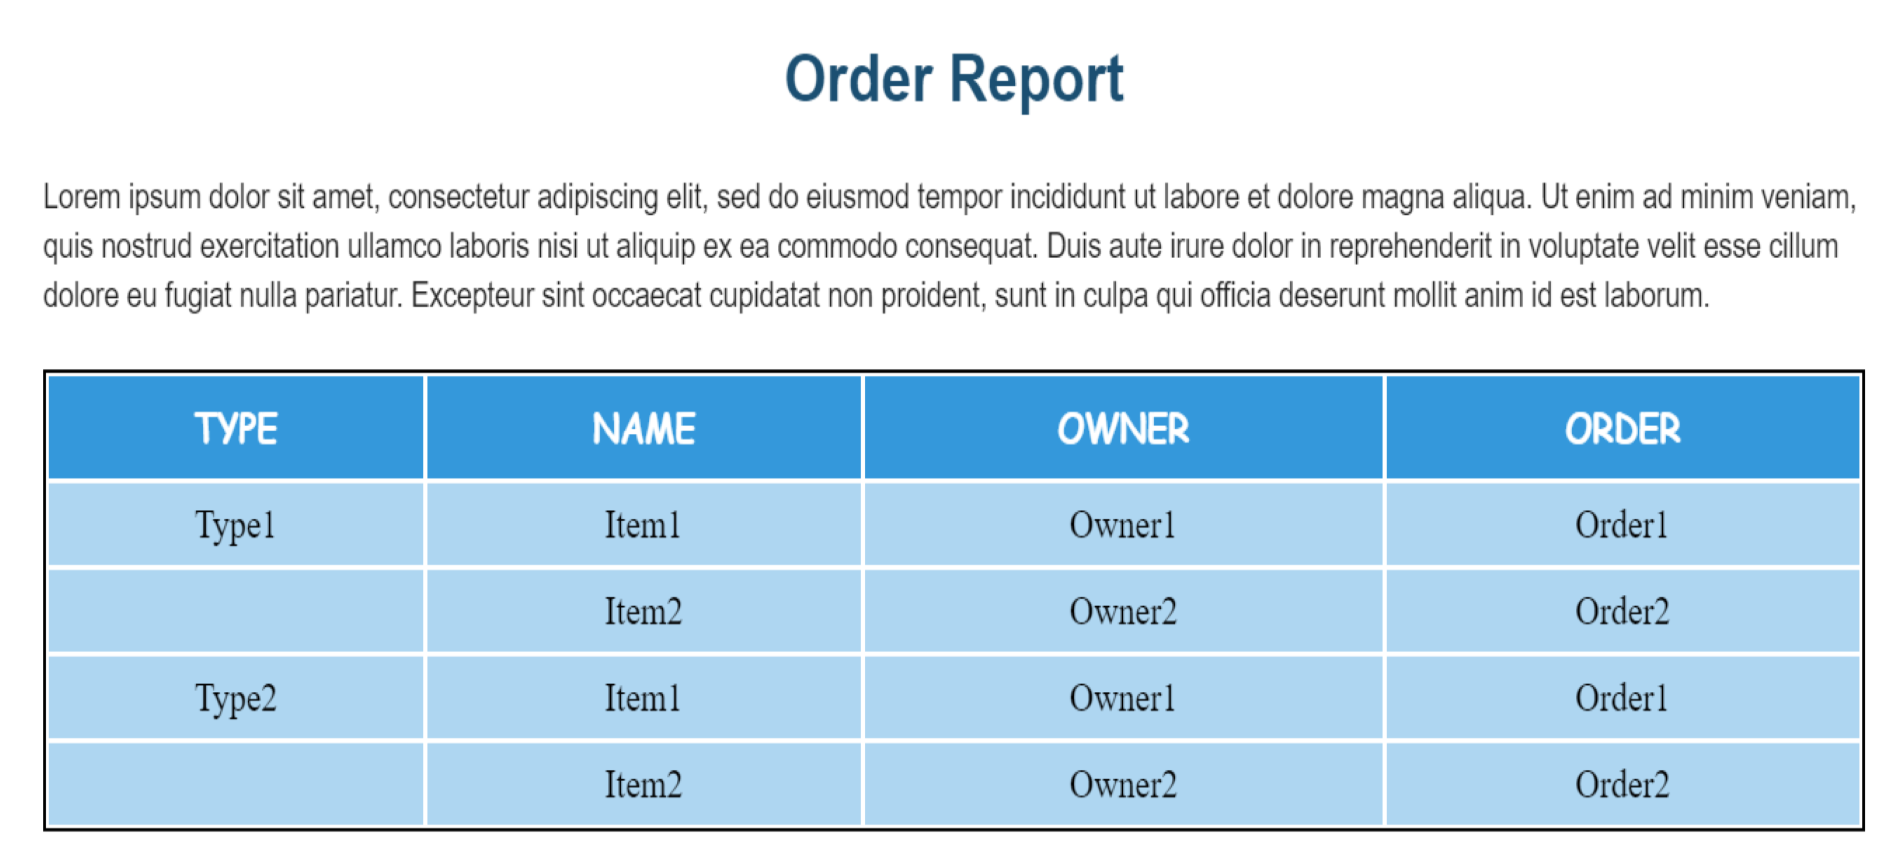 Order Report
Lorem ipsum dolor sit amet, consectetur adipiscing elit, sed do eiusmod tempor incididunt ut labore et dolore magna aliqua. Ut enim ad minim veniam,
quis nostrud exercitation ullamco laboris nisi ut aliquip ex ea commodo consequat. Duis aute irure dolor in reprehenderit in voluptate velit esse cillum
dolore eu fugiat nulla pariatur. Excepteur sint occaecat cupidatat non proident, sunt in culpa qui officia deserunt mollit anim id est laborum.
TYPE NAME OWNER ORDER
Type1 Item1 Owner1 Order1
Item2 Owner2 Order2
Type2 Item1 Owner1 Order1
Item2 Owner2 Order2